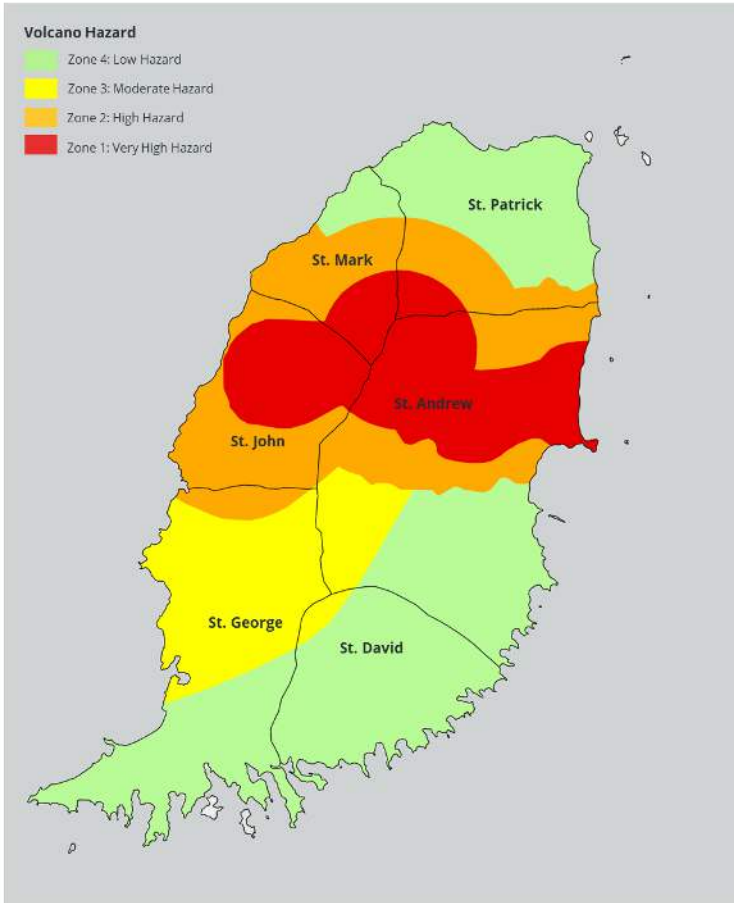 Volcano Hazard
Zone 4: Low Hazard
Zone 3: Moderate Hazard
Zone 2: High Hazard
Zone 1: Very High Hazard
St. Patrick
St. Mark
St. Andrew
St. John
St. George
St. David